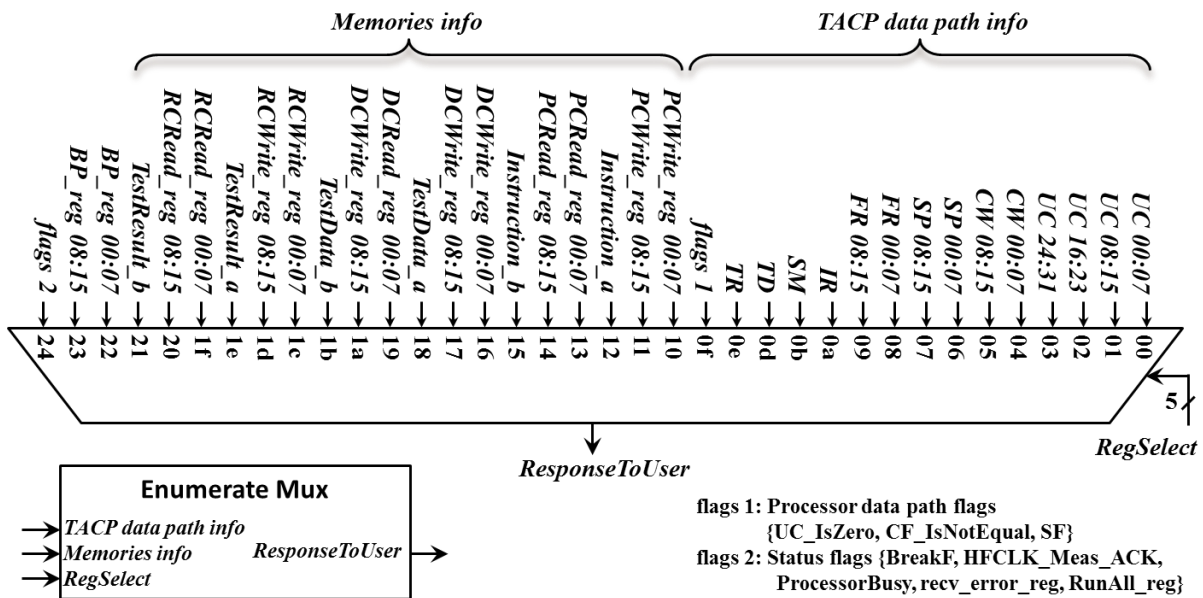 Memories info
TACP data path info
flags 2
BP_reg 08:15
BP_reg 00:07
TestResult_b
RCRead_reg 08:15
RCRead_reg 00:07
TestResult_a
RCWrite_reg 08:15
RCWrite_reg 00:07
TestData_b
DCWrite_reg 08:15
DCRead_reg 00:07
TestData_a
DCWrite_reg 08:15
DCWrite_reg 00:07
Instruction_b
PCRead_reg 08:15
PCRead_reg 00:07
Instruction_a
PCWrite_reg 08:15
PCWrite_reg 00:07
flags 1
TR
TD
SM
IR
FR 08:15
FR 00:07
SP 08:15
SP 00:07
CW 08:15
CW 00:07
UC 24:31
UC 16:23
UC 08:15
UC 00:07
24
23
22
21
20
1f
1e
1d
1c
1b
1a
19
18
17
16
15
14
13
12
11
10
0f
0e
0d
0b
0a
09
08
07
06
05
04
03
02
01
00
5
RegSelect
ResponseToUser
Enumerate Mux
TACP data path info
Memories info
ResponseToUser
RegSelect
flags 1: Processor data path flags
{UC_IsZero, CF_IsNotEqual, SF}
flags 2: Status flags {BreakF, HFCLK_Meas_ACK,
ProcessorBusy, recv_error_reg, RunAll_reg}